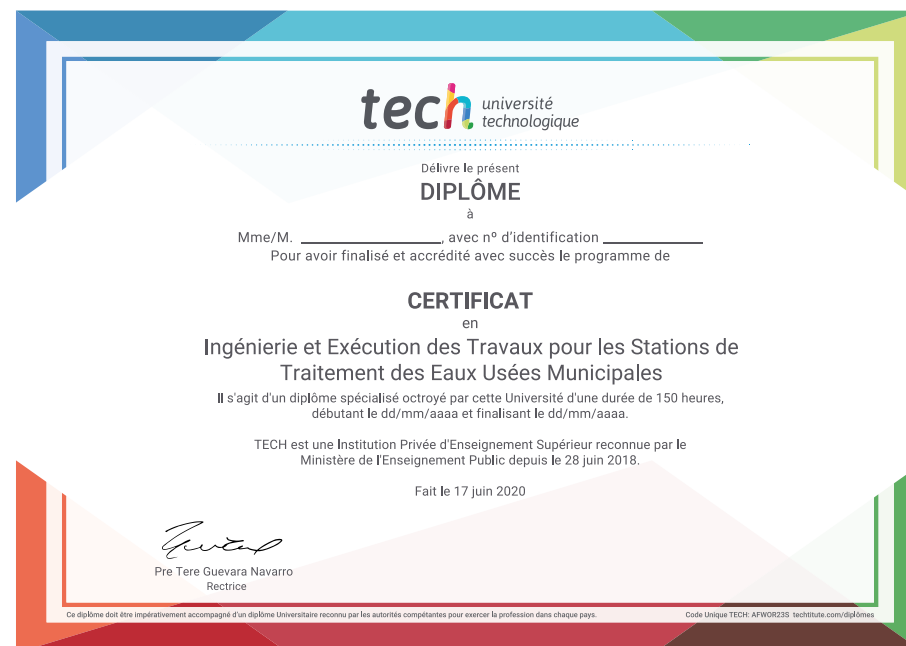 tech université
technologique
Délivre le présent
DIPLÔME
à
Mme/M. ____________________, avec nº d'identification ______________
Pour avoir finalisé et accrédité avec succès le programme de
CERTIFICAT
en
Ingénierie et Exécution des Travaux pour les Stations de
Traitement des Eaux Usées Municipales
Il s'agit d'un diplôme spécialisé octroyé par cette Université d'une durée de 150 heures,
débutant le dd/mm/aaaa et finalisant le dd/mm/aaaa.
TECH est une Institution Privée d'Enseignement Supérieur reconnue par le
Ministère de l'Enseignement Public depuis le 28 juin 2018.
Fait le 17 juin 2020
Pre Tere Guevara Navarro
Rectrice
Ce diplôme doit être impérativement accompagné d'un diplôme Universitaire reconnu par les autorités compétantes pour exercer la profession dans chaque pays. Code Unique TECH: AFWOR23S techtitute.com/diplômes